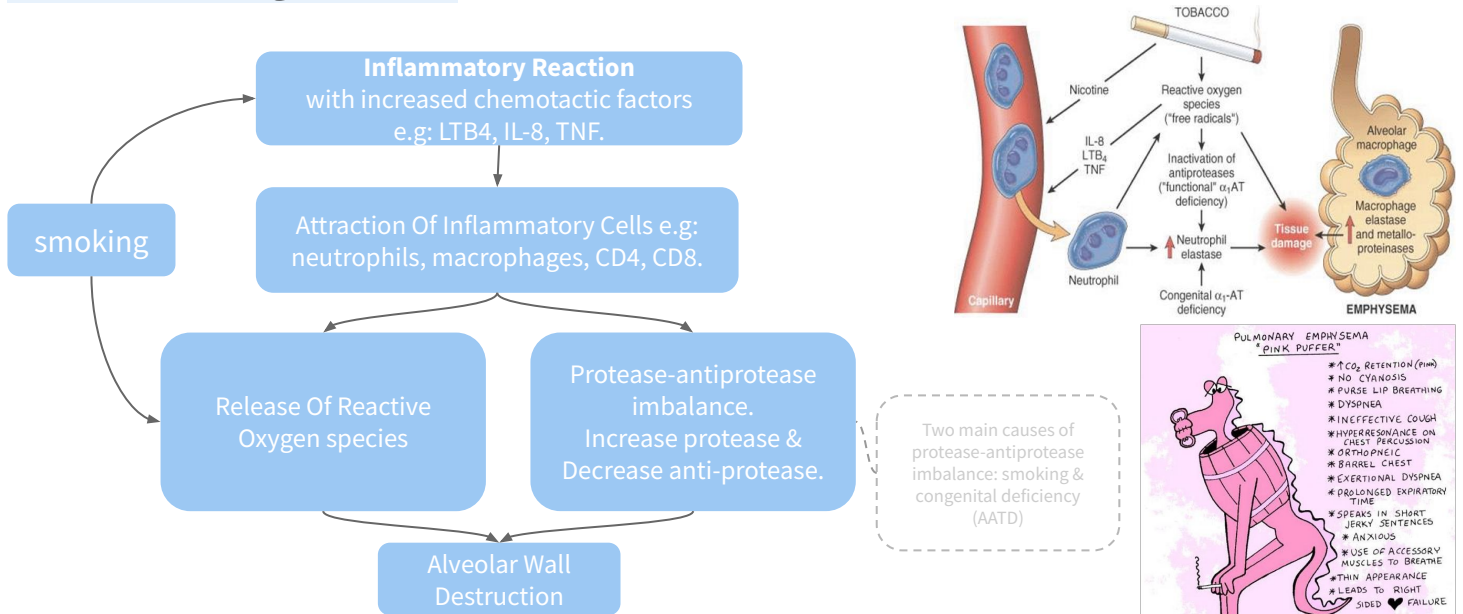 Inflammatory Reaction
with increased chemotactic factors
e.g: LTB4, IL-8, TNF.
smoking
Attraction Of Inflammatory Cells e.g:
neutrophils, macrophages, CD4, CD8.
Release Of Reactive
Oxygen species
Protease-antiprotease
imbalance.
Increase protease &
Decrease anti-protease.
Two main causes of
protease-antiprotease
imbalance: smoking &
congenital deficiency
(AATD)
Alveolar Wall
Destruction
TOBACCO
Nicotine
Reactive oxygen
species
("free radicals")
IL-8
LTB4
TNF
Inactivation of
antiproteases
("functional" α1AT
deficiency)
Neutrophil
elastase
Neutrophil
Congenital α1-AT
deficiency
Capillary
Tissue
damage
Alveolar
macrophage
Macrophage
elastase
and metallo-
proteinases
EMPHYSEMA
PULMONARY EMPHYSEMA
"PINK PUFFER"
* ↑ CO2 RETENTION (PINK)
* NO CYANOSIS
* PURSE LIP BREATHING
* DYSPNEA
* INEFFECTIVE COUGH
* HYPERRESONANCE ON
CHEST PERCUSSION
* ORTHOPNEIC
* BARREL CHEST
* EXERTIONAL DYSPNEA
* PROLONGED EXPIRATORY
TIME
* SPEAKS IN SHORT
JERKY SENTENCES
* ANXIOUS
* USE OF ACCESSORY
MUSCLES TO BREATHE
* THIN APPEARANCE
* LEADS TO RIGHT
SIDED ♥ FAILURE